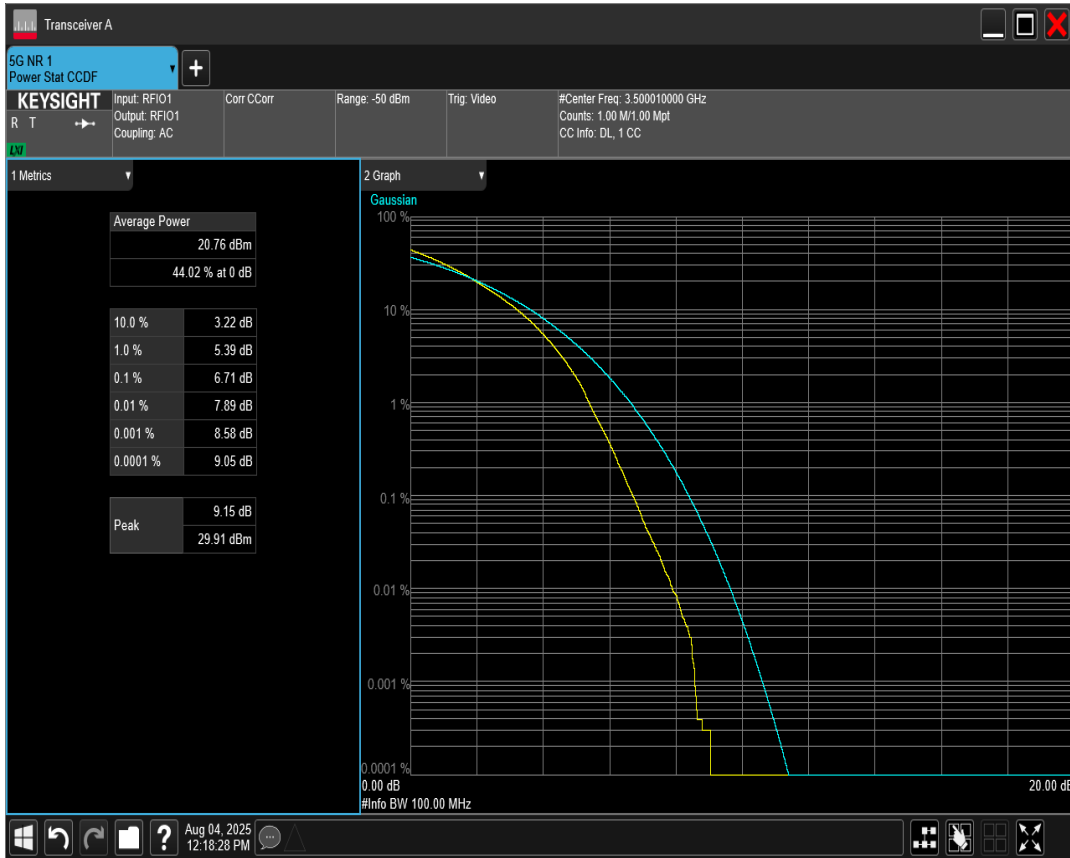 Transceiver A
5G NR 1
Power Stat CCDF
KEYSIGHT
R T
LXI
Input: RFIO1
Output: RFIO1
Coupling: AC
Corr CCorr
Range: -50 dBm
Trig: Video
#Center Freq: 3.500010000 GHz
Counts: 1.00 M/1.00 Mpt
CC Info: DL, 1 CC
1 Metrics
Average Power
20.76 dBm
44.02 % at 0 dB
10.0 % 3.22 dB
1.0 % 5.39 dB
0.1 % 6.71 dB
0.01 % 7.89 dB
0.001 % 8.58 dB
0.0001 % 9.05 dB
Peak
9.15 dB
29.91 dBm
2 Graph
Gaussian
100 %
10 %
1 %
0.1 %
0.01 %
0.001 %
0.0001 %
0.00 dB 20.00 dB
#Info BW 100.00 MHz
?
Aug 04, 2025
12:18:28 PM